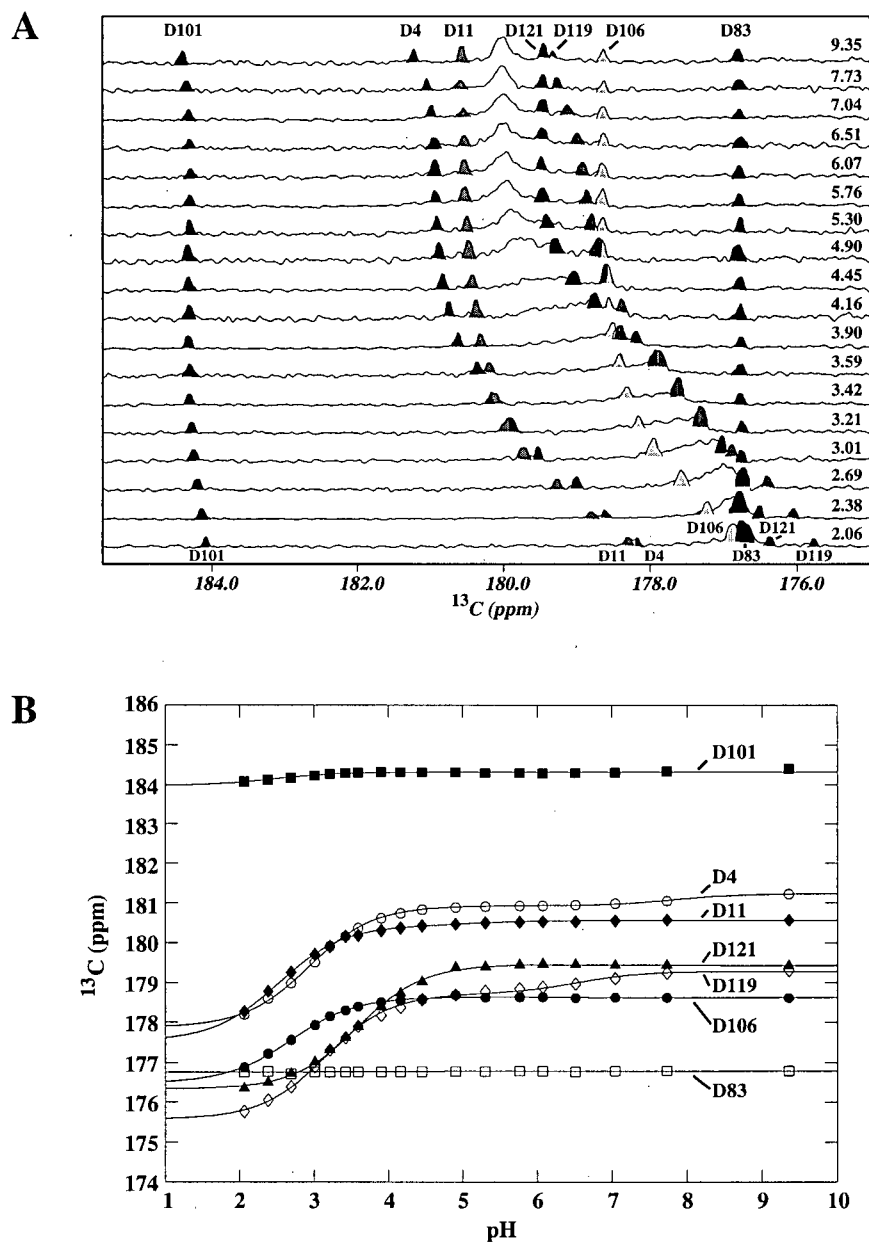 A
D101 D4 D11 D121 D119 D106 D83
9.35
7.73
7.04
6.51
6.07
5.76
5.30
4.90
4.45
4.16
3.90
3.59
3.42
3.21
3.01
2.69
2.38
D106 D121 2.06
D101 D11 D4 D83 D119
184.0 182.0 180.0 178.0 176.0
13C (ppm)
B
186
185
184
183
182
181
180
179
178
177
176
175
174
13C (ppm)
D101
D4
D11
D121
D119
D106
D83
1 2 3 4 5 6 7 8 9 10
pH